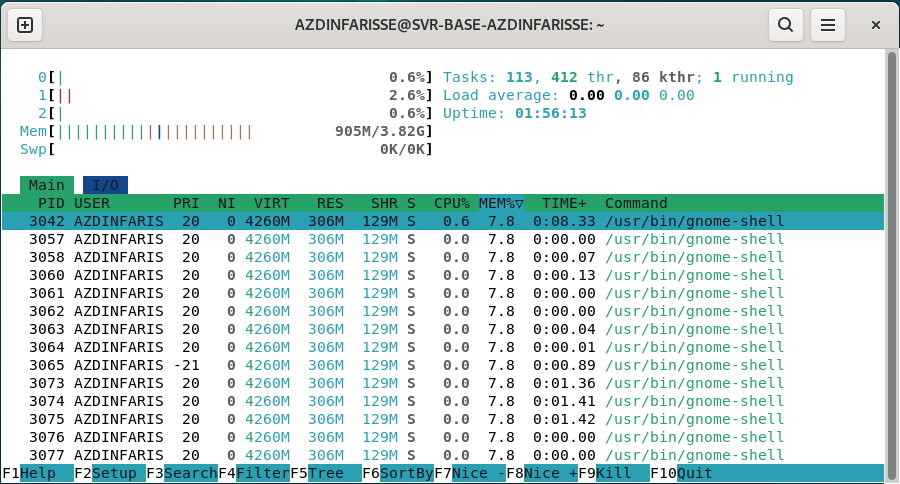 AZDINFARISSE@SVR-BASE-AZDINFARISSE: ~
0[| 0.6%] Tasks: 113, 412 thr, 86 kthr; 1 running
1[|| 2.6%] Load average: 0.00 0.00 0.00
2[| 0.6%] Uptime: 01:56:13
Mem[|||||||||||||||||||||| 905M/3.82G]
Swp[ 0K/0K]
Main I/O
PID USER PRI NI VIRT RES SHR S CPU% MEM%▽ TIME+ Command
3042 AZDINFARIS 20 0 4260M 306M 129M S 0.6 7.8 0:08.33 /usr/bin/gnome-shell
3057 AZDINFARIS 20 0 4260M 306M 129M S 0.0 7.8 0:00.00 /usr/bin/gnome-shell
3058 AZDINFARIS 20 0 4260M 306M 129M S 0.0 7.8 0:00.07 /usr/bin/gnome-shell
3060 AZDINFARIS 20 0 4260M 306M 129M S 0.0 7.8 0:00.13 /usr/bin/gnome-shell
3061 AZDINFARIS 20 0 4260M 306M 129M S 0.0 7.8 0:00.00 /usr/bin/gnome-shell
3062 AZDINFARIS 20 0 4260M 306M 129M S 0.0 7.8 0:00.00 /usr/bin/gnome-shell
3063 AZDINFARIS 20 0 4260M 306M 129M S 0.0 7.8 0:00.04 /usr/bin/gnome-shell
3064 AZDINFARIS 20 0 4260M 306M 129M S 0.0 7.8 0:00.01 /usr/bin/gnome-shell
3065 AZDINFARIS -21 0 4260M 306M 129M S 0.0 7.8 0:00.89 /usr/bin/gnome-shell
3073 AZDINFARIS 20 0 4260M 306M 129M S 0.0 7.8 0:01.36 /usr/bin/gnome-shell
3074 AZDINFARIS 20 0 4260M 306M 129M S 0.0 7.8 0:01.41 /usr/bin/gnome-shell
3075 AZDINFARIS 20 0 4260M 306M 129M S 0.0 7.8 0:01.42 /usr/bin/gnome-shell
3076 AZDINFARIS 20 0 4260M 306M 129M S 0.0 7.8 0:00.00 /usr/bin/gnome-shell
3077 AZDINFARIS 20 0 4260M 306M 129M S 0.0 7.8 0:00.00 /usr/bin/gnome-shell
F1Help F2Setup F3SearchF4FilterF5Tree F6SortByF7Nice -F8Nice +F9Kill F10Quit